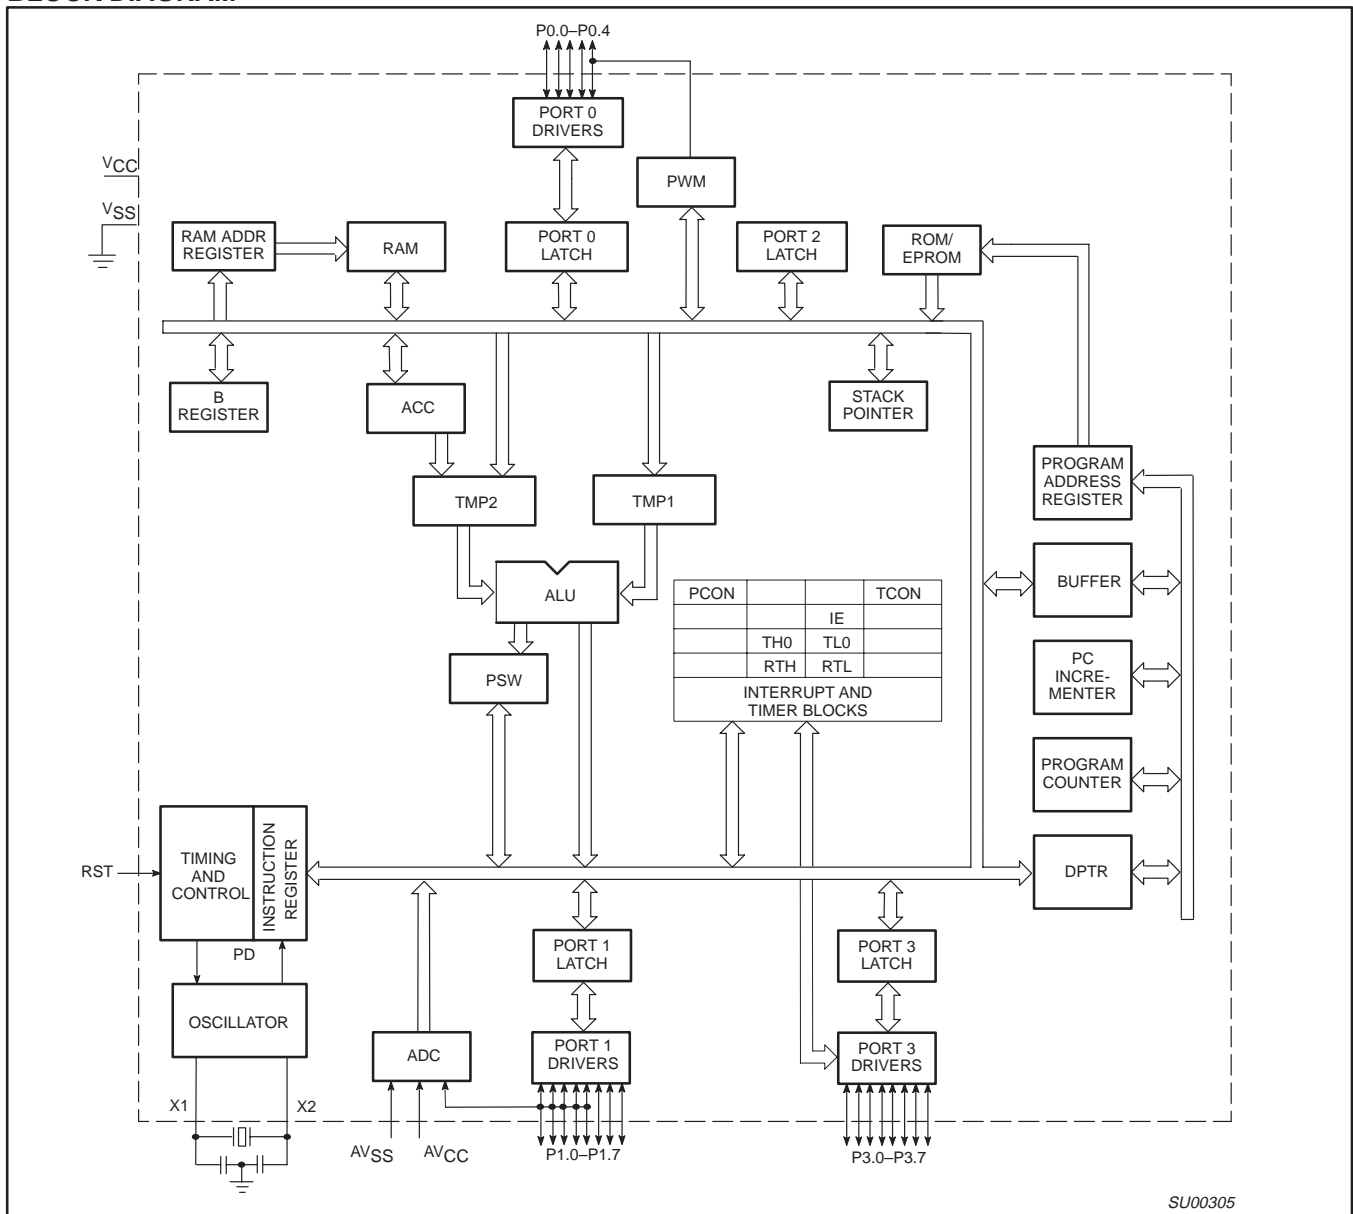 P0.0–P0.4
PORT 0
DRIVERS
VCC
PWM
VSS
RAM ADDR
REGISTER
RAM
PORT 0
LATCH
PORT 2
LATCH
ROM/
EPROM
B
REGISTER
ACC
STACK
POINTER
PROGRAM
ADDRESS
REGISTER
TMP2
TMP1
BUFFER
ALU
PCON
TCON
IE
TH0
TL0
RTH
RTL
INTERRUPT AND
TIMER BLOCKS
PSW
PC
INCRE-
MENTER
PROGRAM
COUNTER
RST
TIMING
AND
CONTROL
INSTRUCTION
REGISTER
DPTR
PD
PORT 1
LATCH
PORT 3
LATCH
OSCILLATOR
ADC
PORT 1
DRIVERS
PORT 3
DRIVERS
X1
X2
AVSS
AVCC
P1.0–P1.7
P3.0–P3.7
SU00305